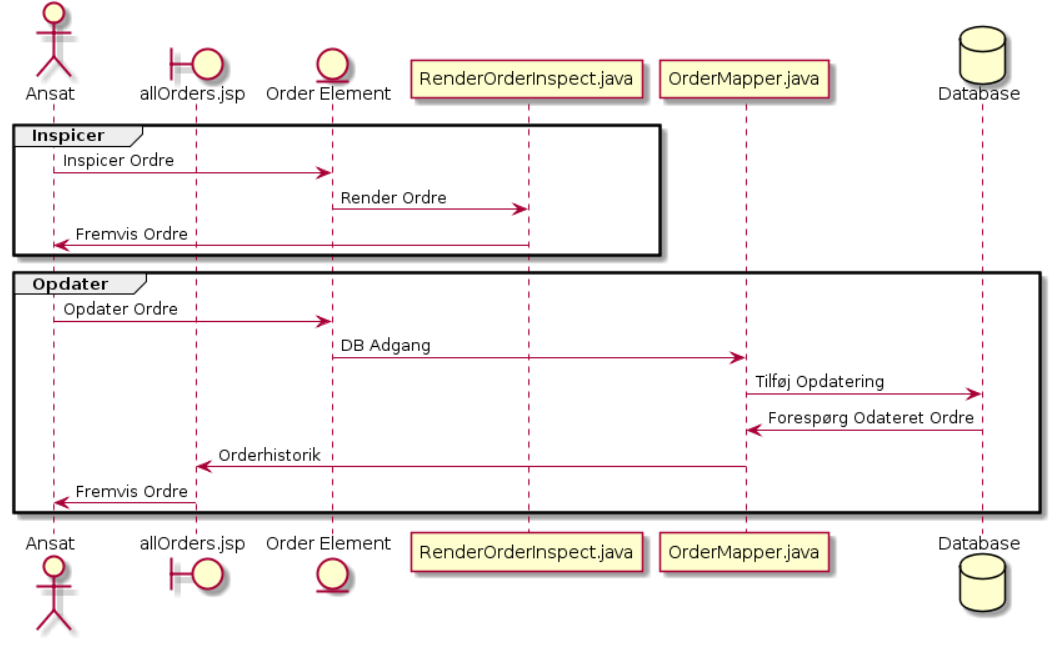 Ansat
allOrders.jsp
Order Element
RenderOrderInspect.java
OrderMapper.java
Database
Inspicer
Inspicer Ordre
Render Ordre
Fremvis Ordre
Opdater
Opdater Ordre
DB Adgang
Tilføj Opdatering
Forespørg Odateret Ordre
Orderhistorik
Fremvis Ordre
Ansat
allOrders.jsp
Order Element
RenderOrderInspect.java
OrderMapper.java
Database